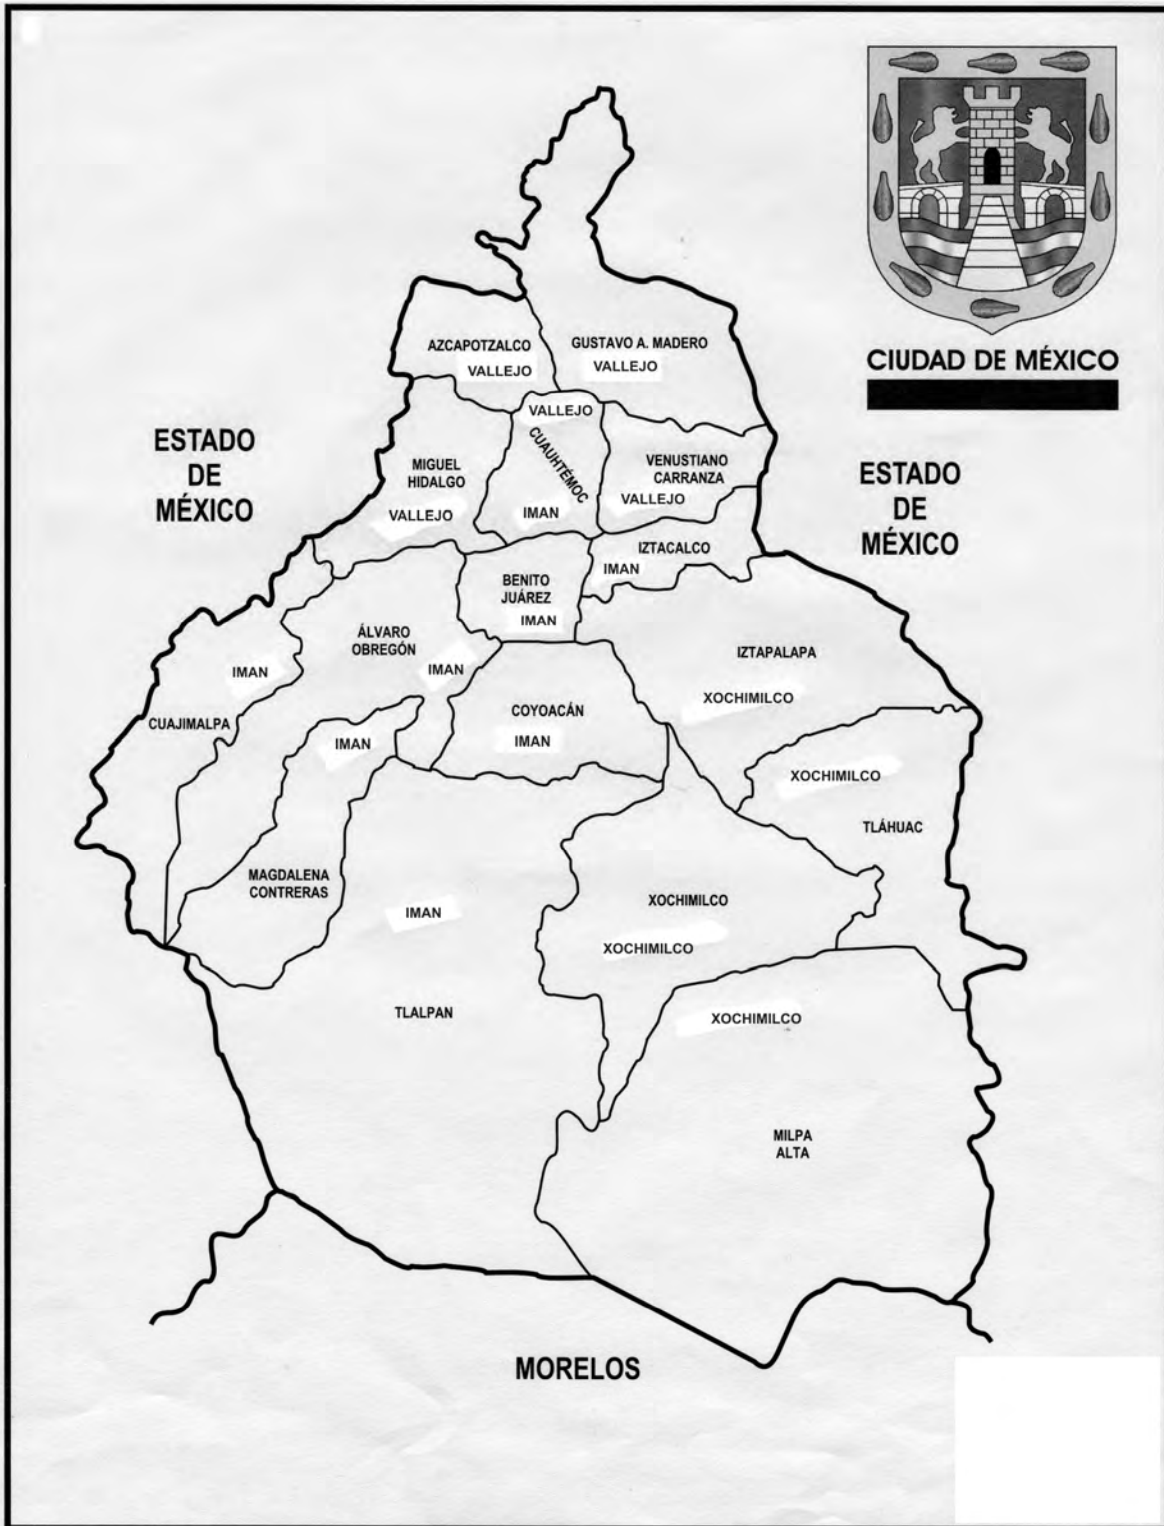 CIUDAD DE MÉXICO
AZCAPOTZALCO
VALLEJO
GUSTAVO A. MADERO
VALLEJO
ESTADO
DE
MÉXICO
MIGUEL
HIDALGO
VALLEJO
VALLEJO
CUAUHTÉMOC
IMAN
VENUSTIANO
CARRANZA
VALLEJO
ESTADO
DE
MÉXICO
IZTACALCO
IMAN
BENITO
JUÁREZ
IMAN
ÁLVARO
OBREGÓN
IMAN
IMAN
CUAJIMALPA
IZTAPALAPA
XOCHIMILCO
COYOACÁN
IMAN
IMAN
MAGDALENA
CONTRERAS
XOCHIMILCO
TLÁHUAC
IMAN
TLALPAN
XOCHIMILCO
XOCHIMILCO
XOCHIMILCO
MILPA
ALTA
MORELOS